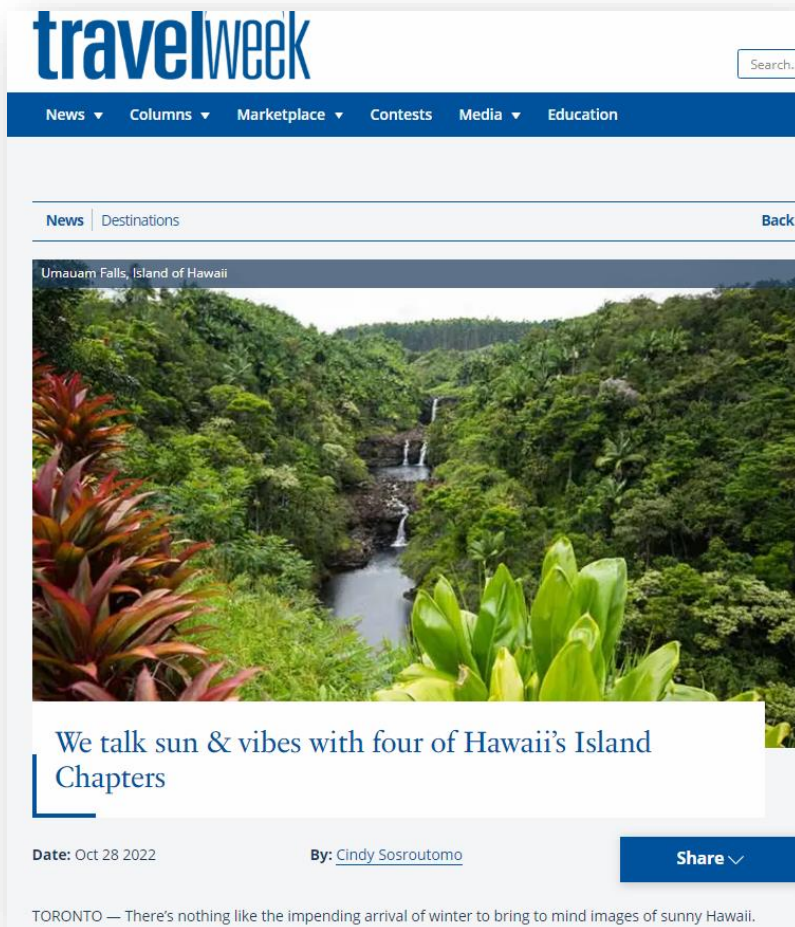 travelweek
Search.
News Columns Marketplace Contests Media Education
News Destinations Back
Umauam Falls, Island of Hawaii
We talk sun & vibes with four of Hawaii's Island
Chapters
Date: Oct 28 2022 By: Cindy Sosroutomo Share
TORONTO — There's nothing like the impending arrival of winter to bring to mind images of sunny Hawaii.